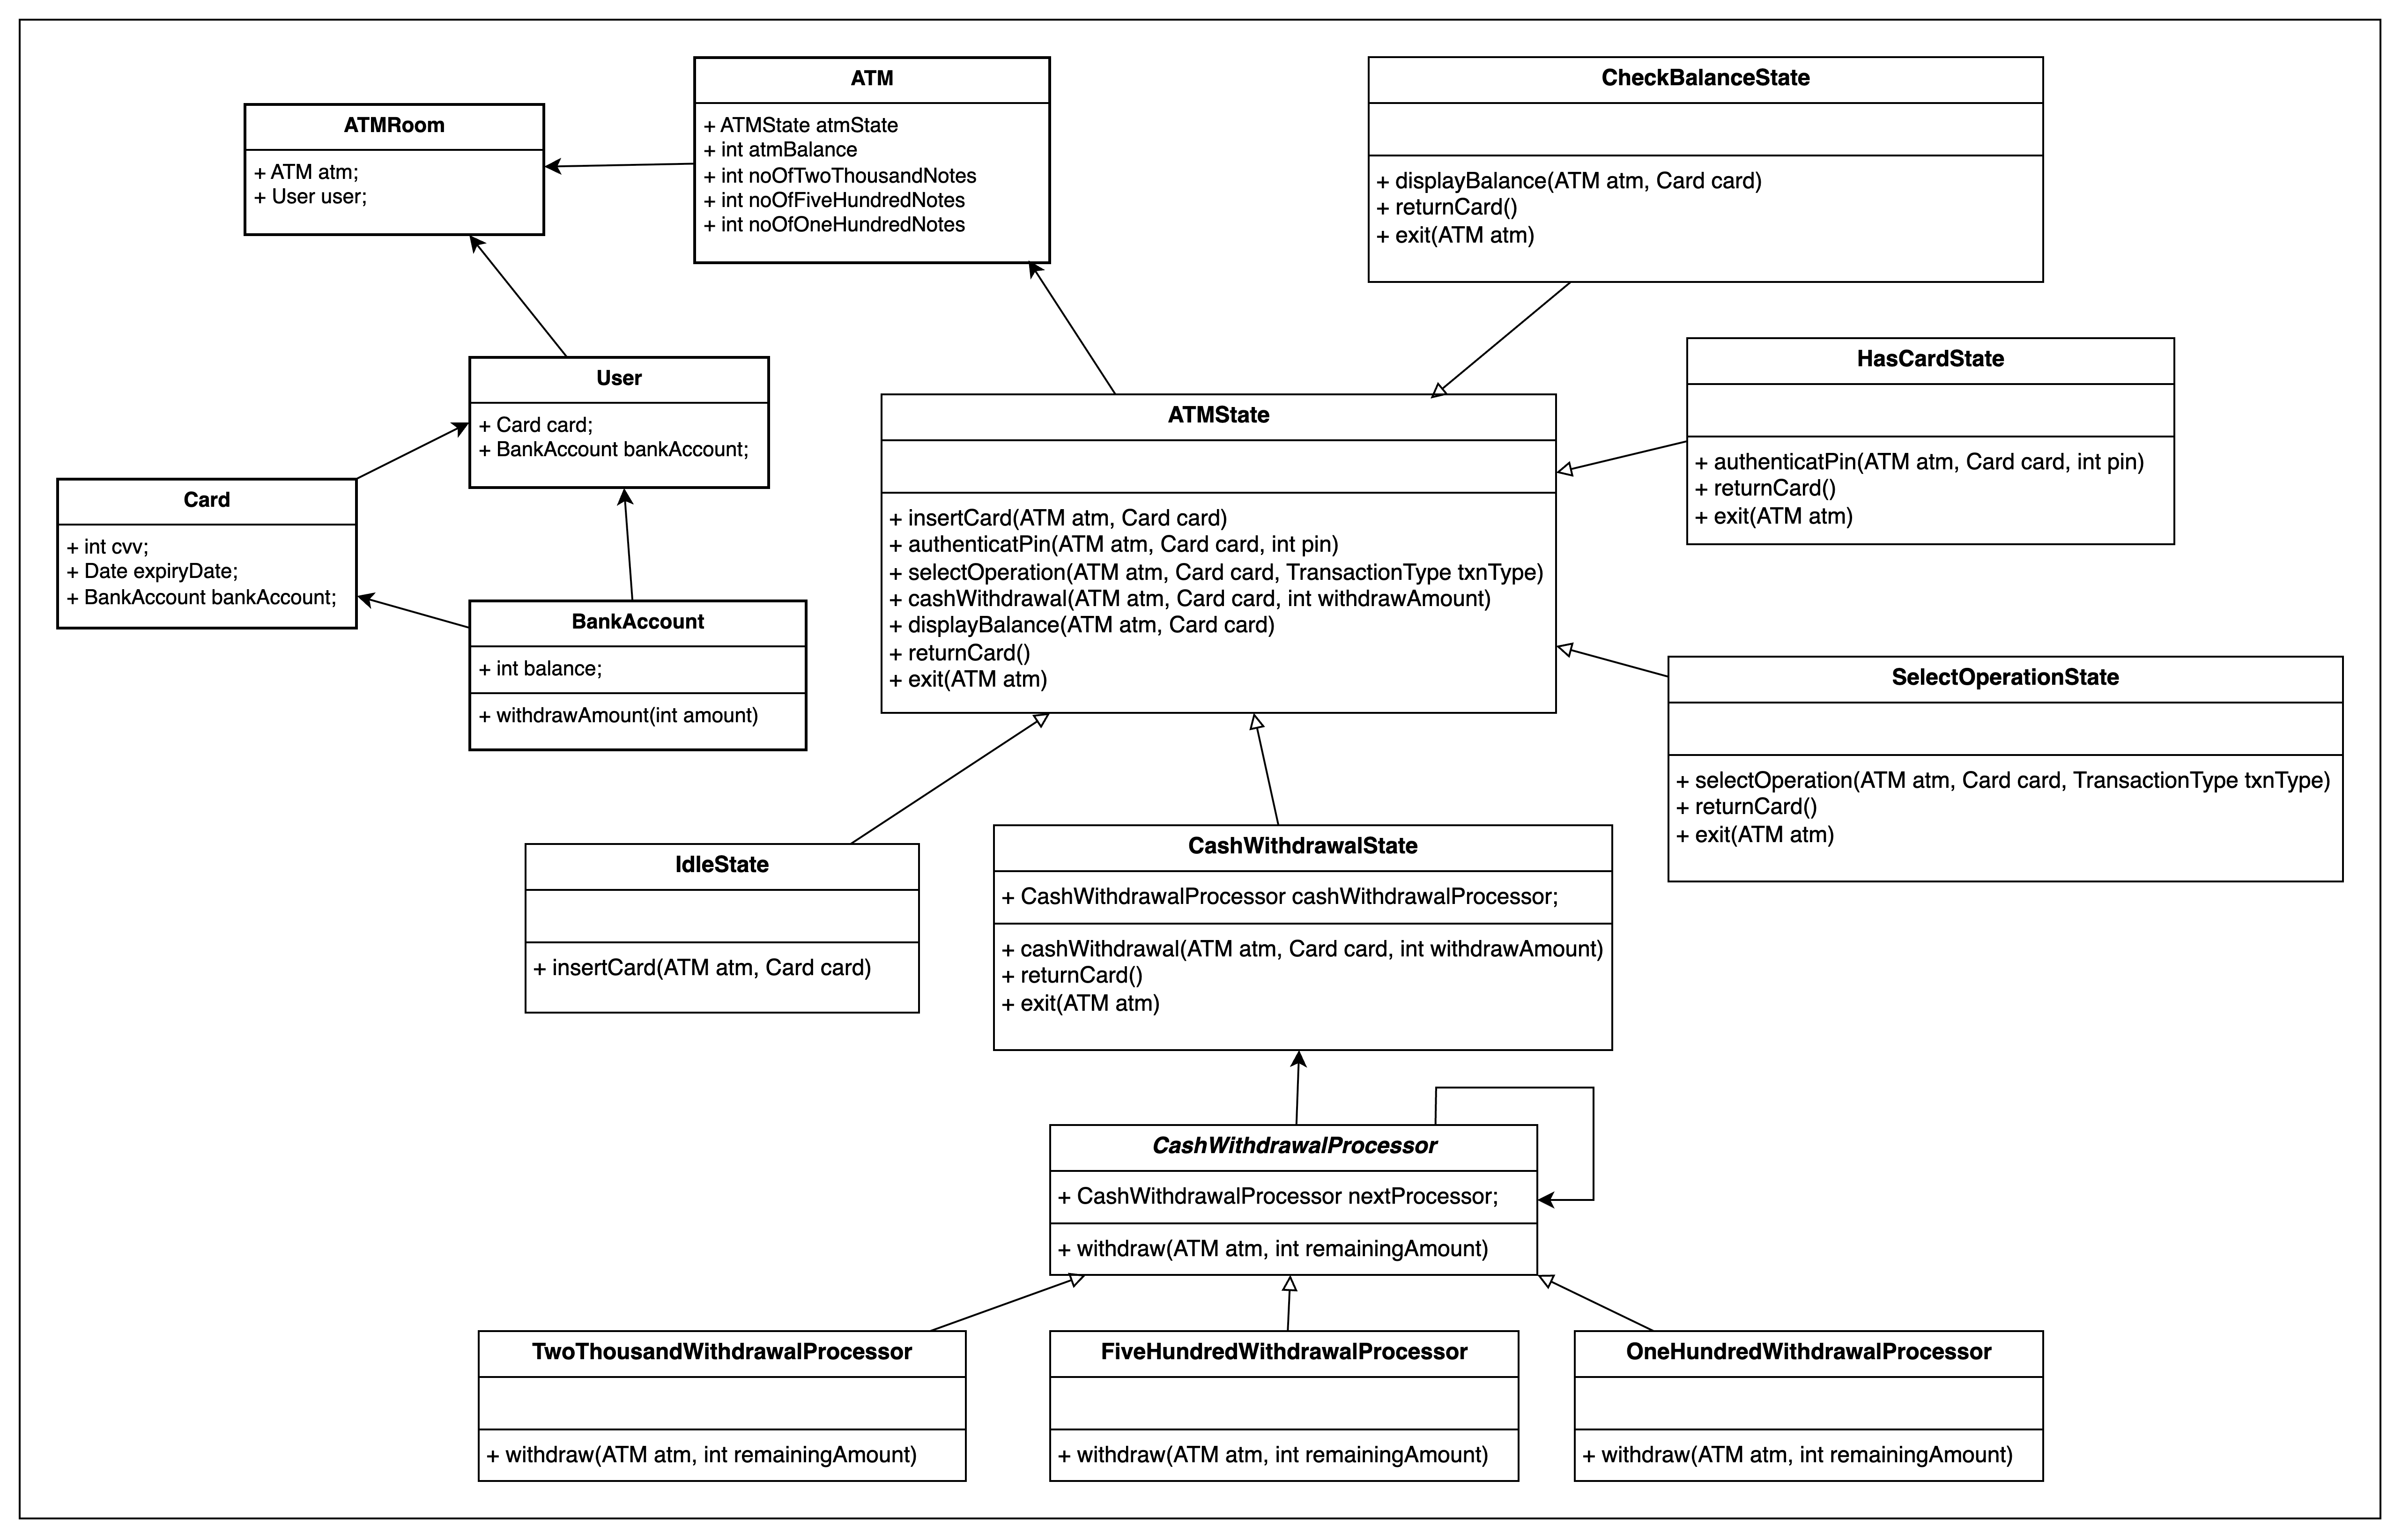 ATM
+ ATMState atmState
+ int atmBalance
+ int noOfTwoThousandNotes
+ int noOfFiveHundredNotes
+ int noOfOneHundredNotes
CheckBalanceState
+ displayBalance(ATM atm, Card card)
+ returnCard()
+ exit(ATM atm)
ATMRoom
+ ATM atm;
+ User user;
User
+ Card card;
+ BankAccount bankAccount;
HasCardState
+ authenticatPin(ATM atm, Card card, int pin)
+ returnCard()
+ exit(ATM atm)
ATMState
+ insertCard(ATM atm, Card card)
+ authenticatPin(ATM atm, Card card, int pin)
+ selectOperation(ATM atm, Card card, TransactionType txnType)
+ cashWithdrawal(ATM atm, Card card, int withdrawAmount)
+ displayBalance(ATM atm, Card card)
+ returnCard()
+ exit(ATM atm)
Card
+ int cvv;
+ Date expiryDate;
+ BankAccount bankAccount;
BankAccount
+ int balance;
+ withdrawAmount(int amount)
SelectOperationState
+ selectOperation(ATM atm, Card card, TransactionType txnType)
+ returnCard()
+ exit(ATM atm)
IdleState
+ insertCard(ATM atm, Card card)
CashWithdrawalState
+ CashWithdrawalProcessor cashWithdrawalProcessor;
+ cashWithdrawal(ATM atm, Card card, int withdrawAmount)
+ returnCard()
+ exit(ATM atm)
CashWithdrawalProcessor
+ CashWithdrawalProcessor nextProcessor;
+ withdraw(ATM atm, int remainingAmount)
TwoThousandWithdrawalProcessor
+ withdraw(ATM atm, int remainingAmount)
FiveHundredWithdrawalProcessor
+ withdraw(ATM atm, int remainingAmount)
OneHundredWithdrawalProcessor
+ withdraw(ATM atm, int remainingAmount)